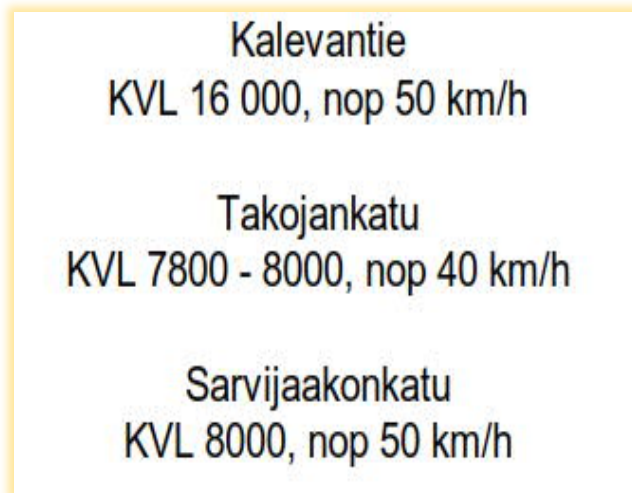 Kalevantie
KVL 16 000, nop 50 km/h
Takojankatu
KVL 7800 - 8000, nop 40 km/h
Sarvijaakonkatu
KVL 8000, nop 50 km/h